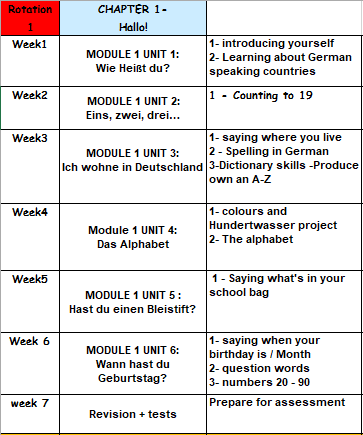 Rotation
1
CHAPTER 1 -
Hallo!
Week1
MODULE 1 UNIT 1:
Wie Heißt du?
1- introducing yourself
2- Learning about German
speaking countries
Week2
MODULE 1 UNIT 2:
Eins, zwei, drei...
1 - Counting to 19
Week3
MODULE 1 UNIT 3:
Ich wohne in Deutschland
1- saying where you live
2 - Spelling in German
3-Dictionary skills -Produce
own an A-Z
Week4
Module 1 UNIT 4:
Das Alphabet
1- colours and
Hundertwasser project
2- The alphabet
Week5
MODULE 1 UNIT 5 :
Hast du einen Bleistift?
1 - Saying what's in your
school bag
Week 6
MODULE 1 UNIT 6:
Wann hast du
Geburtstag?
1- saying when your
birthday is / Month
2- question words
3- numbers 20 - 90
week 7
Revision + tests
Prepare for assessment